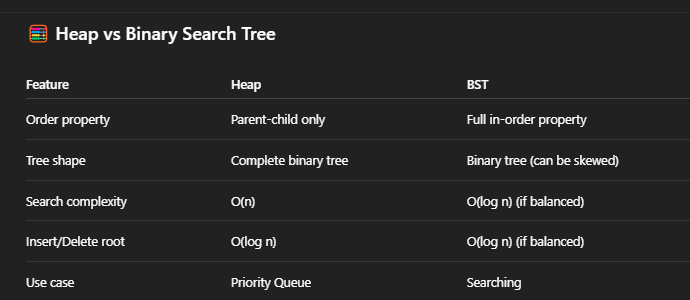 Heap vs Binary Search Tree
Feature Heap BST
Order property Parent-child only Full in-order property
Tree shape Complete binary tree Binary tree (can be skewed)
Search complexity O(n) O(log n) (if balanced)
Insert/Delete root O(log n) O(log n) (if balanced)
Use case Priority Queue Searching